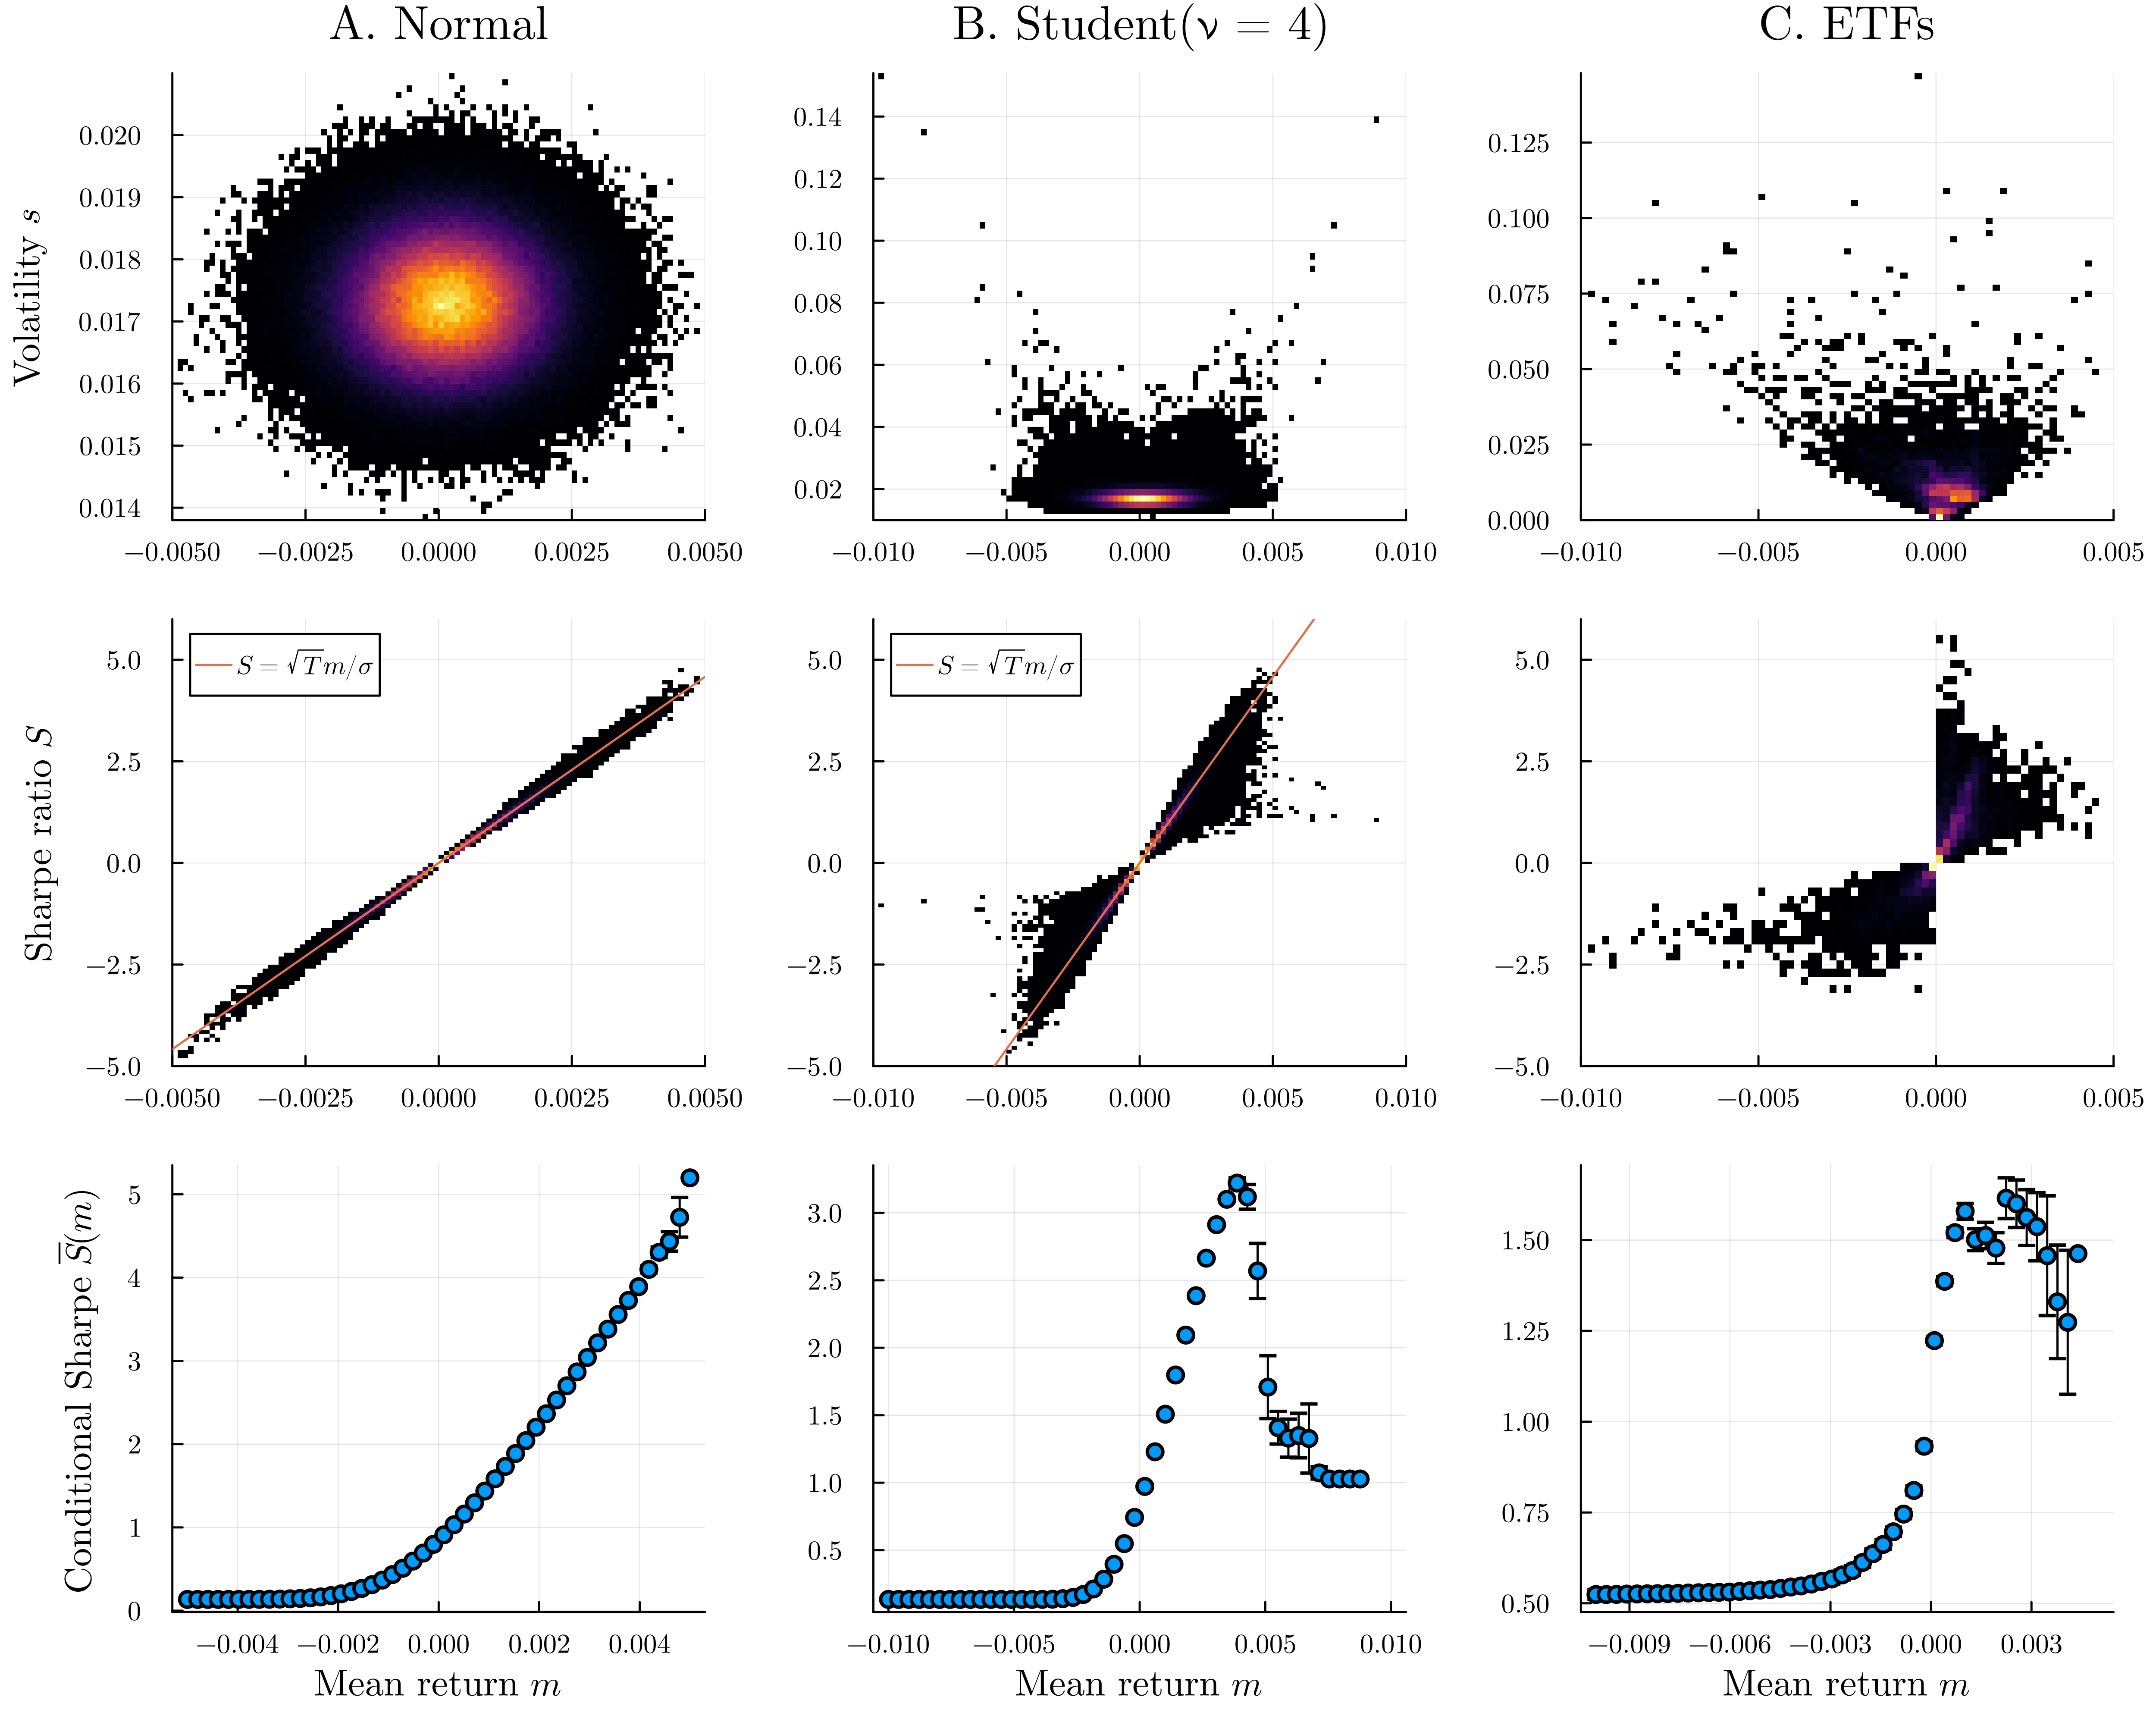 A. Normal
B. Student(ν = 4)
C. ETFs
Volatility s
0.020
0.019
0.018
0.017
0.016
0.015
0.014
−0.0050 −0.0025 0.0000 0.0025 0.0050
0.14
0.12
0.10
0.08
0.06
0.04
0.02
−0.010 −0.005 0.000 0.005 0.010
0.125
0.100
0.075
0.050
0.025
0.000
−0.010 −0.005 0.000 0.005
Sharpe ratio S
5.0
2.5
0.0
−2.5
−5.0
S = √T m/σ
−0.0050 −0.0025 0.0000 0.0025 0.0050
5.0
2.5
0.0
−2.5
−5.0
S = √T m/σ
−0.010 −0.005 0.000 0.005 0.010
5.0
2.5
0.0
−2.5
−5.0
−0.010 −0.005 0.000 0.005
Conditional Sharpe S̅(m)
5
4
3
2
1
0
−0.004 −0.002 0.000 0.002 0.004
Mean return m
3.0
2.5
2.0
1.5
1.0
0.5
−0.010 −0.005 0.000 0.005 0.010
Mean return m
1.50
1.25
1.00
0.75
0.50
−0.009 −0.006 −0.003 0.000 0.003
Mean return m